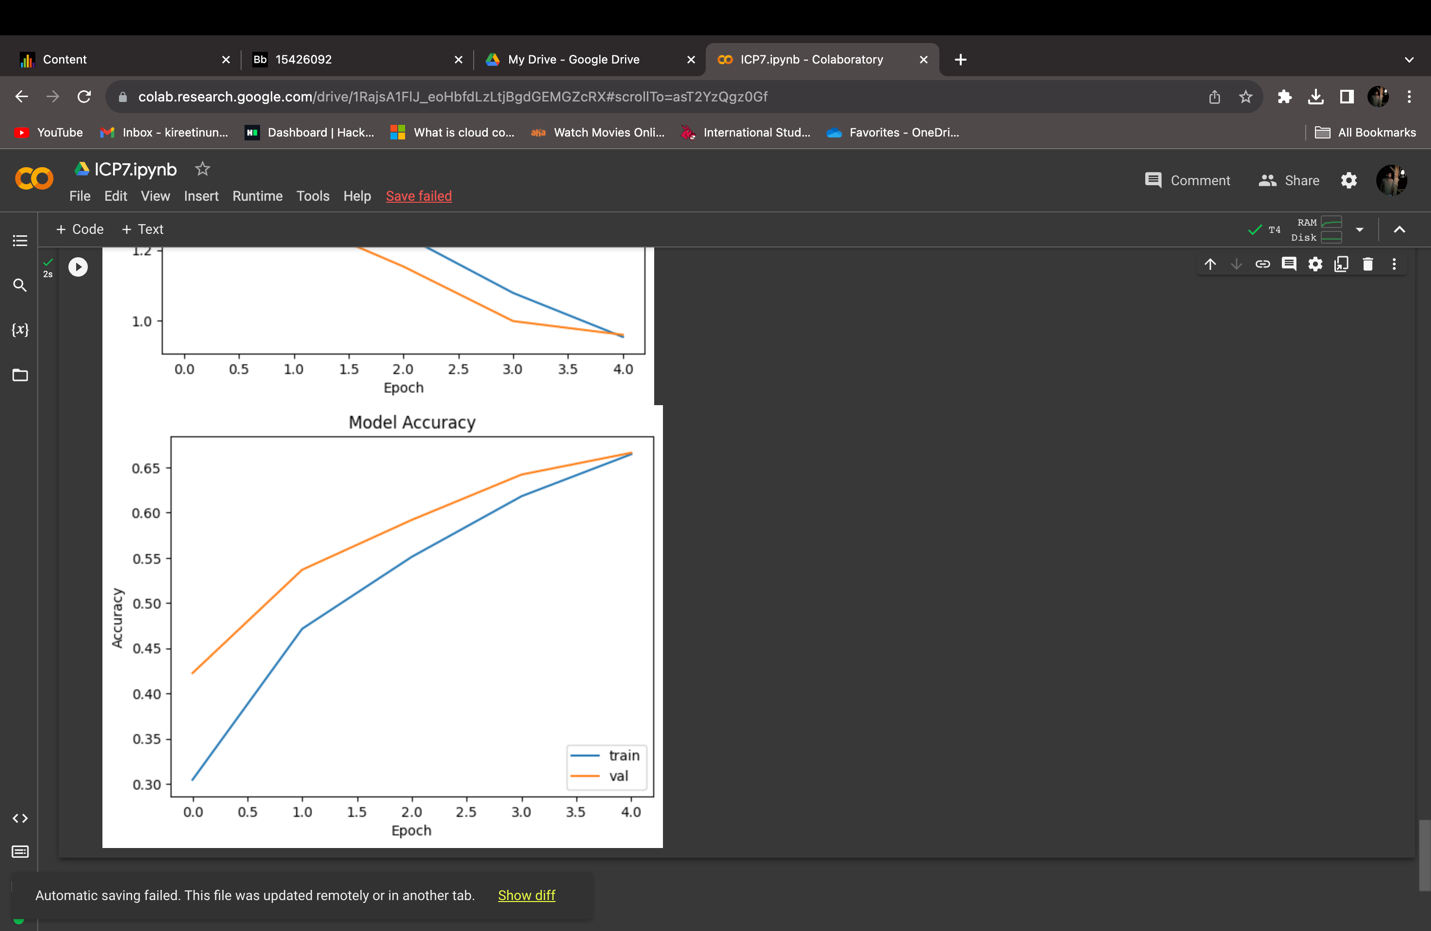 Content
Bb 15426092
My Drive - Google Drive
ICP7.ipynb - Colaboratory
colab.research.google.com/drive/1RajsA1FlJ_eoHbfdLzLtjBgdGEMGZcRX#scrollTo=asT2YzQgz0Gf
YouTube
Inbox - kireetinun...
Dashboard | Hack...
What is cloud co...
Watch Movies Onli...
International Stud...
Favorites - OneDri...
All Bookmarks
ICP7.ipynb
Comment
Share
File Edit View Insert Runtime Tools Help Save failed
+ Code + Text
T4
RAM
Disk
2s
{x}
1.2
1.0
0.0 0.5 1.0 1.5 2.0 2.5 3.0 3.5 4.0
Epoch
Model Accuracy
0.65
0.60
0.55
0.50
0.45
0.40
0.35
0.30
Accuracy
train
val
0.0 0.5 1.0 1.5 2.0 2.5 3.0 3.5 4.0
Epoch
Automatic saving failed. This file was updated remotely or in another tab. Show diff